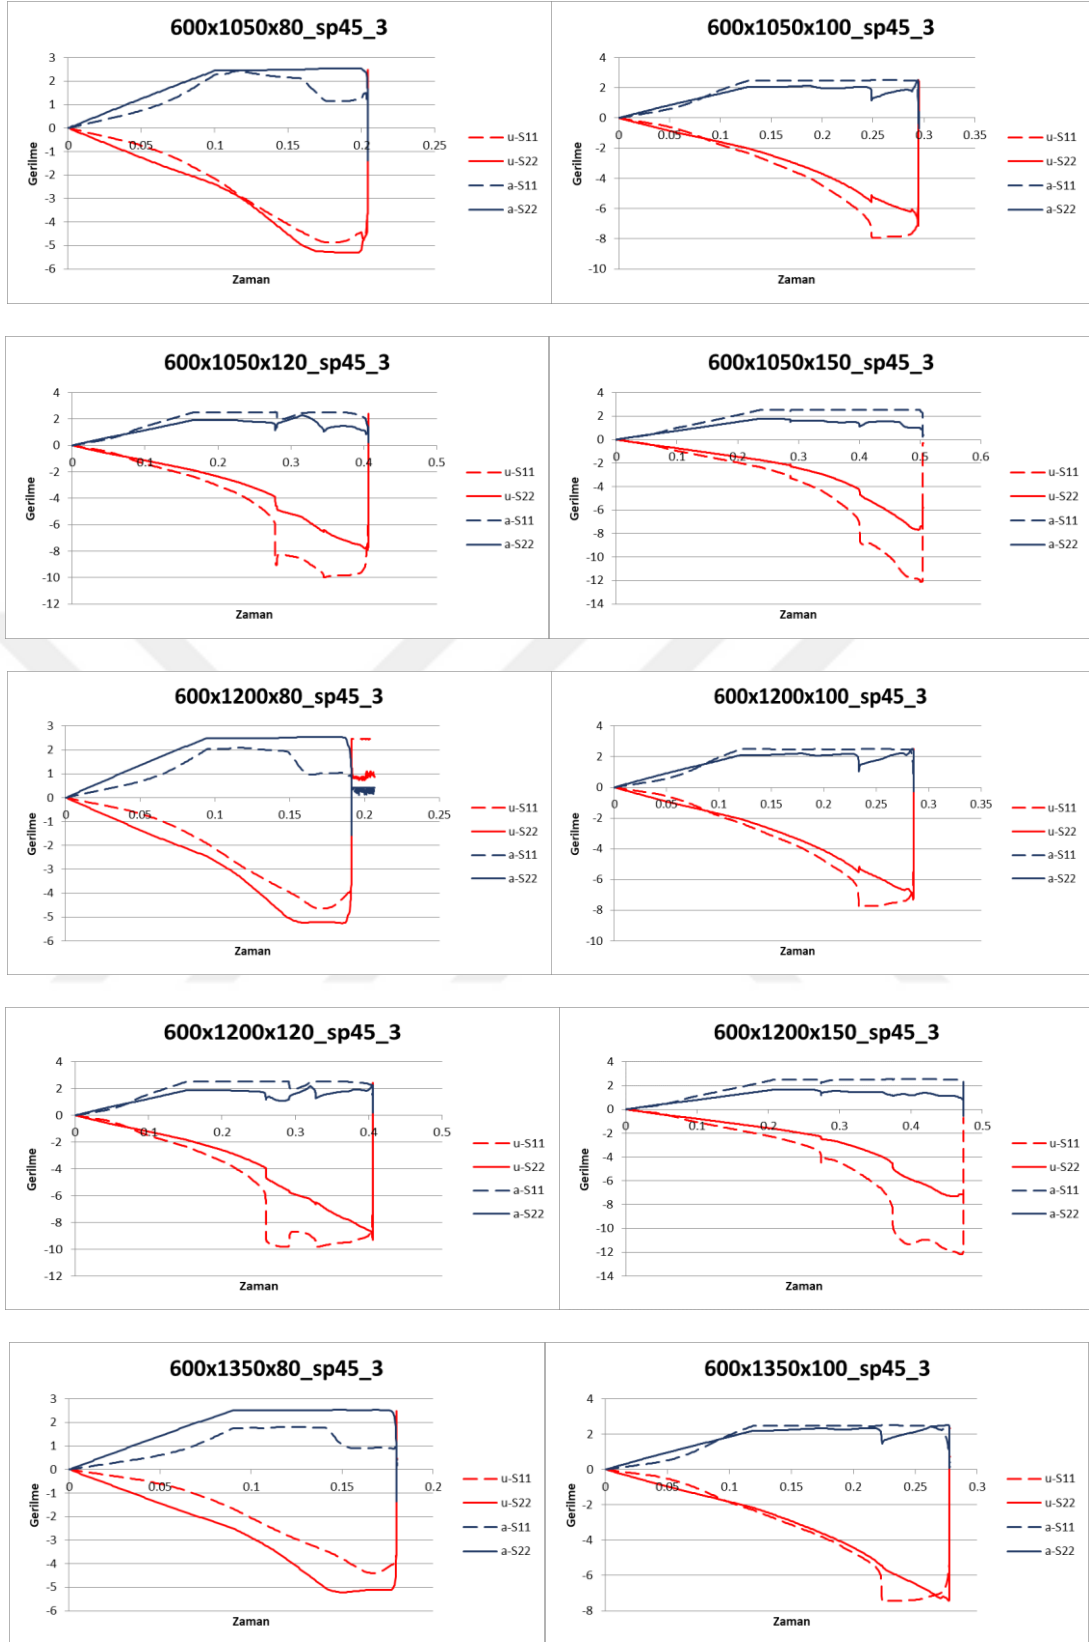 600x1050x80_sp45_3
3
2
1
0
-1
-2
-3
-4
-5
-6
0 0.05 0.1 0.15 0.2 0.25
Gerilme
Zaman
u-S11
u-S22
a-S11
a-S22
600x1050x100_sp45_3
4
2
0
-2
-4
-6
-8
-10
0 0.05 0.1 0.15 0.2 0.25 0.3 0.35
Gerilme
Zaman
u-S11
u-S22
a-S11
a-S22
600x1050x120_sp45_3
4
2
0
-2
-4
-6
-8
-10
-12
0 0.1 0.2 0.3 0.4 0.5
Gerilme
Zaman
u-S11
u-S22
a-S11
a-S22
600x1050x150_sp45_3
4
2
0
-2
-4
-6
-8
-10
-12
-14
0 0.1 0.2 0.3 0.4 0.5 0.6
Gerilme
Zaman
u-S11
u-S22
a-S11
a-S22
600x1200x80_sp45_3
3
2
1
0
-1
-2
-3
-4
-5
-6
0 0.05 0.1 0.15 0.2 0.25
Gerilme
Zaman
u-S11
u-S22
a-S11
a-S22
600x1200x100_sp45_3
4
2
0
-2
-4
-6
-8
-10
0 0.05 0.1 0.15 0.2 0.25 0.3 0.35
Gerilme
Zaman
u-S11
u-S22
a-S11
a-S22
600x1200x120_sp45_3
4
2
0
-2
-4
-6
-8
-10
-12
0 0.1 0.2 0.3 0.4 0.5
Gerilme
Zaman
u-S11
u-S22
a-S11
a-S22
600x1200x150_sp45_3
4
2
0
-2
-4
-6
-8
-10
-12
-14
0 0.1 0.2 0.3 0.4 0.5
Gerilme
Zaman
u-S11
u-S22
a-S11
a-S22
600x1350x80_sp45_3
3
2
1
0
-1
-2
-3
-4
-5
-6
0 0.05 0.1 0.15 0.2
Gerilme
Zaman
u-S11
u-S22
a-S11
a-S22
600x1350x100_sp45_3
4
2
0
-2
-4
-6
-8
0 0.05 0.1 0.15 0.2 0.25 0.3
Gerilme
Zaman
u-S11
u-S22
a-S11
a-S22